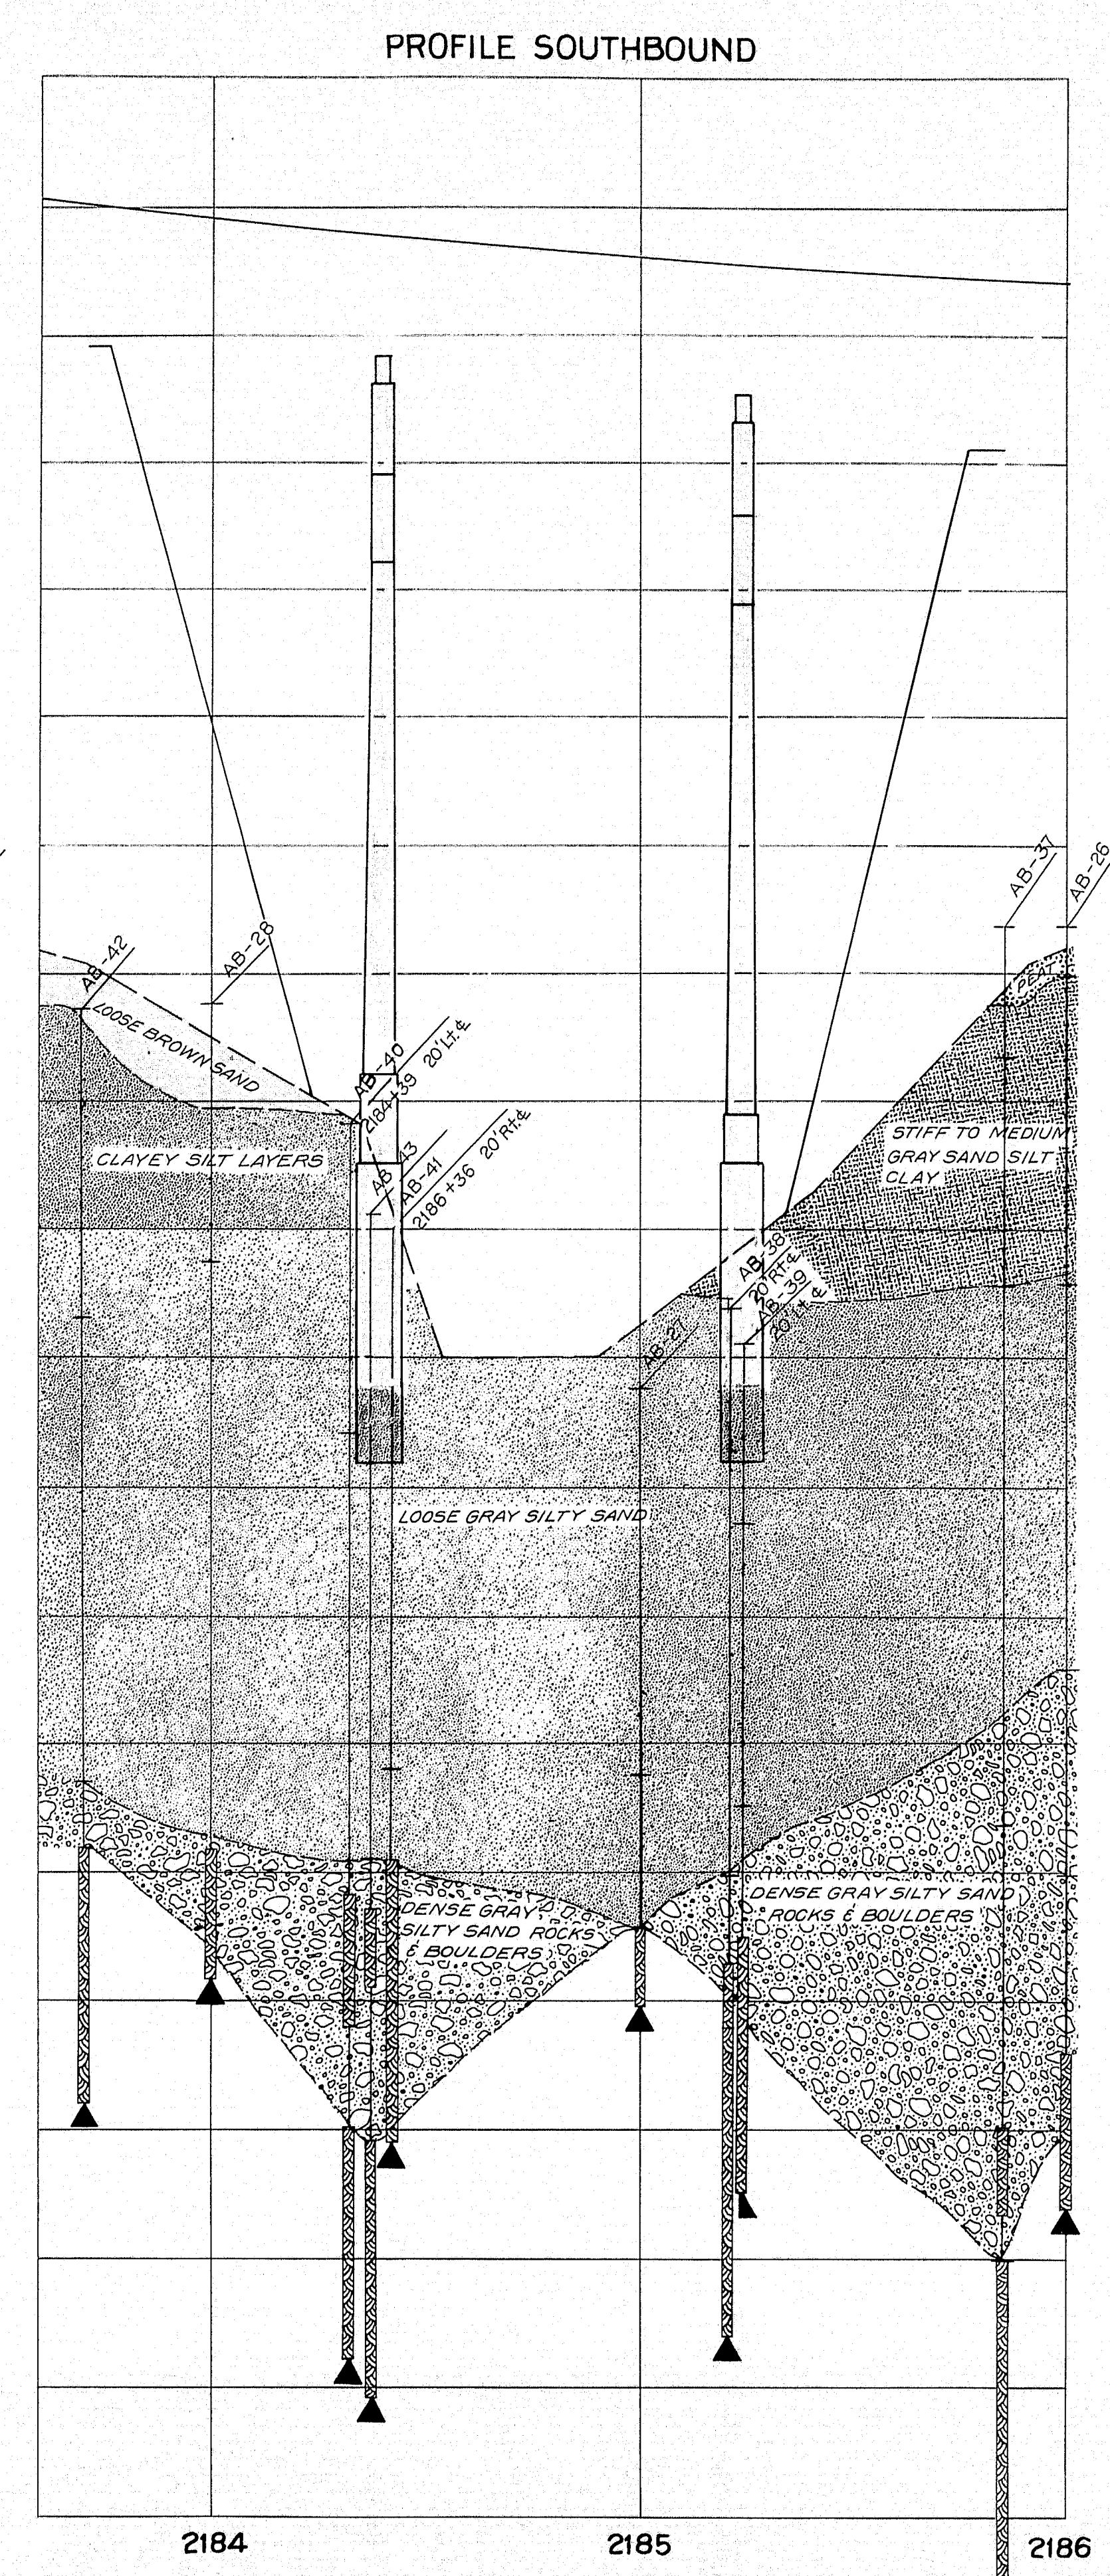 PROFILE SOUTHBOUND
AB-37
AB-26
AB-42
AB-28
PEAT
LOOSE BROWN SAND
AB-40
2184+39 20'Lt.℄
STIFF TO MEDIUM
GRAY SAND SILT
CLAY
CLAYEY SILT LAYERS
AB-43
AB-41
2186+36 20'Rt.℄
AB-38
20'Rt.℄
AB-39
20'Lt.℄
AB-27
LOOSE GRAY SILTY SAND
DENSE GRAY
SILTY SAND ROCKS
& BOULDERS
DENSE GRAY SILTY SAND
ROCKS & BOULDERS
2184
2185
2186